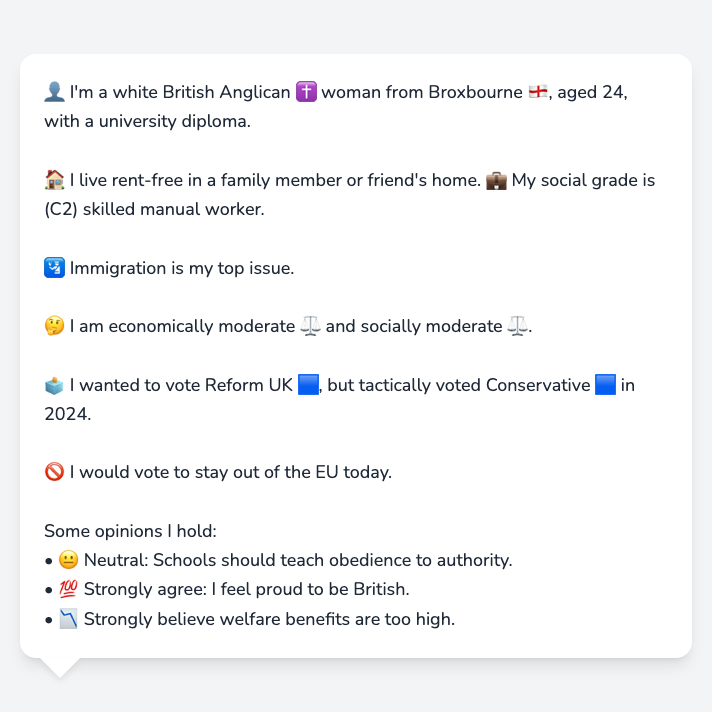 👤 I'm a white British Anglican ✝️ woman from Broxbourne 🏴󠁧󠁢󠁥󠁮󠁧󠁿, aged 24,
with a university diploma.
🏠 I live rent-free in a family member or friend's home. 💼 My social grade is
(C2) skilled manual worker.
🛂 Immigration is my top issue.
🤔 I am economically moderate ⚖️ and socially moderate ⚖️.
🗳️ I wanted to vote Reform UK 🟦, but tactically voted Conservative 🟦 in
2024.
🚫 I would vote to stay out of the EU today.
Some opinions I hold:
• 😐 Neutral: Schools should teach obedience to authority.
• 💯 Strongly agree: I feel proud to be British.
• 📉 Strongly believe welfare benefits are too high.